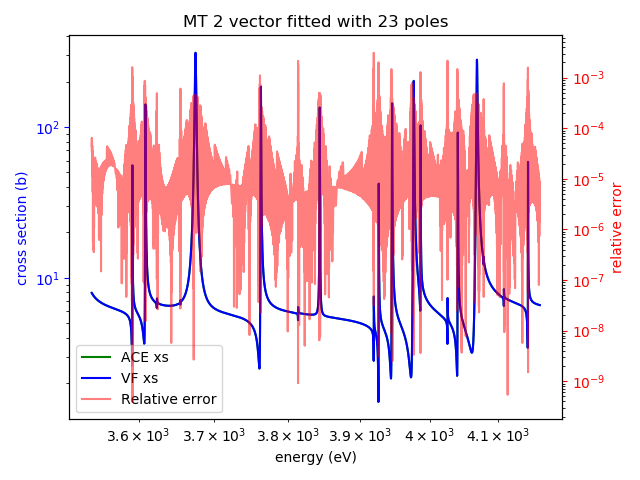 MT 2 vector fitted with 23 poles
cross section (b)
10²
10¹
relative error
10⁻³
10⁻⁴
10⁻⁵
10⁻⁶
10⁻⁷
10⁻⁸
10⁻⁹
ACE xs
VF xs
Relative error
3.6 × 10³ 3.7 × 10³ 3.8 × 10³ 3.9 × 10³ 4 × 10³ 4.1 × 10³
energy (eV)